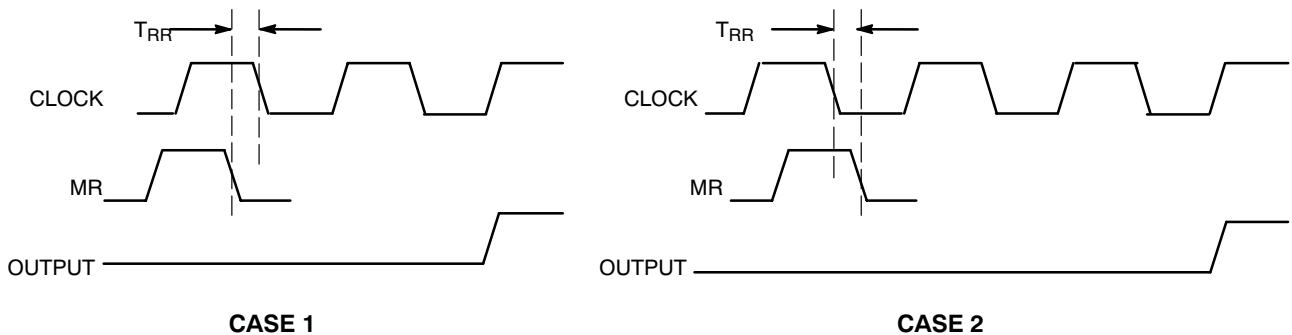 TRR
CLOCK
MR
OUTPUT
CASE 1
TRR
CLOCK
MR
OUTPUT
CASE 2